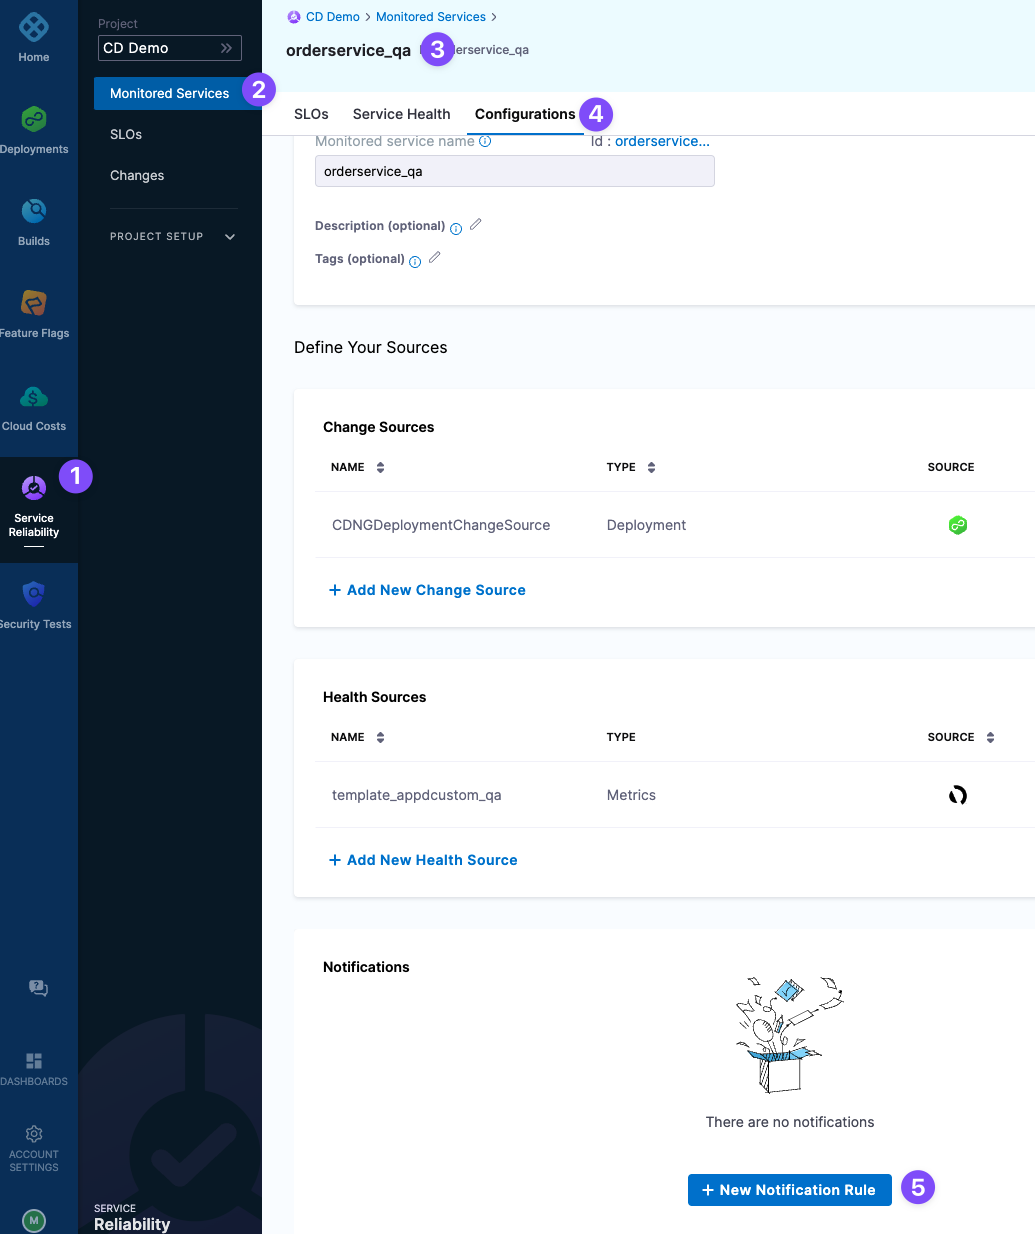 Home
Deployments
Builds
Feature Flags
Cloud Costs
1
Service
Reliability
Security Tests
DASHBOARDS
ACCOUNT
SETTINGS
M
Project
CD Demo
Monitored Services
2
SLOs
Changes
PROJECT SETUP
SERVICE
Reliability
CD Demo > Monitored Services >
orderservice_qa
3
erservice_qa
SLOs
Service Health
Configurations
4
Monitored service name
Id : orderservice...
orderservice_qa
Description (optional)
Tags (optional)
Define Your Sources
Change Sources
NAME TYPE SOURCE
CDNGDeploymentChangeSource Deployment
+ Add New Change Source
Health Sources
NAME TYPE SOURCE
template_appdcustom_qa Metrics
+ Add New Health Source
Notifications
There are no notifications
+ New Notification Rule
5